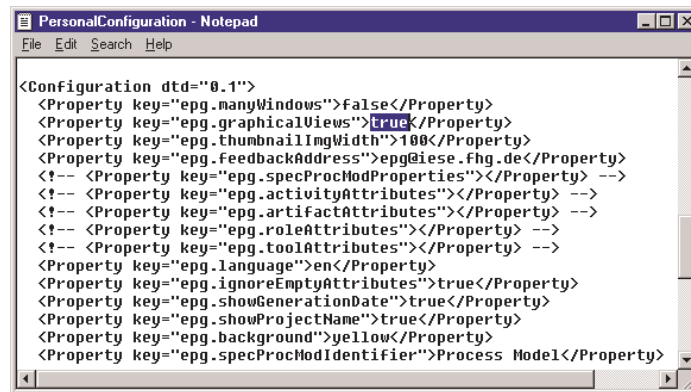 PersonalConfiguration - Notepad
File Edit Search Help
<Configuration dtd="0.1">
<Property key="epg.manyWindows">false</Property>
<Property key="epg.graphicalViews">true</Property>
<Property key="epg.thumbnailImgWidth">100</Property>
<Property key="epg.feedbackAddress">epg@iese.fhg.de</Property>
<!-- <Property key="epg.specProcModProperties"></Property> -->
<!-- <Property key="epg.activityAttributes"></Property> -->
<!-- <Property key="epg.artifactAttributes"></Property> -->
<!-- <Property key="epg.roleAttributes"></Property> -->
<!-- <Property key="epg.toolAttributes"></Property> -->
<Property key="epg.language">en</Property>
<Property key="epg.ignoreEmptyAttributes">true</Property>
<Property key="epg.showGenerationDate">true</Property>
<Property key="epg.showProjectName">true</Property>
<Property key="epg.background">yellow</Property>
<Property key="epg.specProcModIdentifier">Process Model</Property>